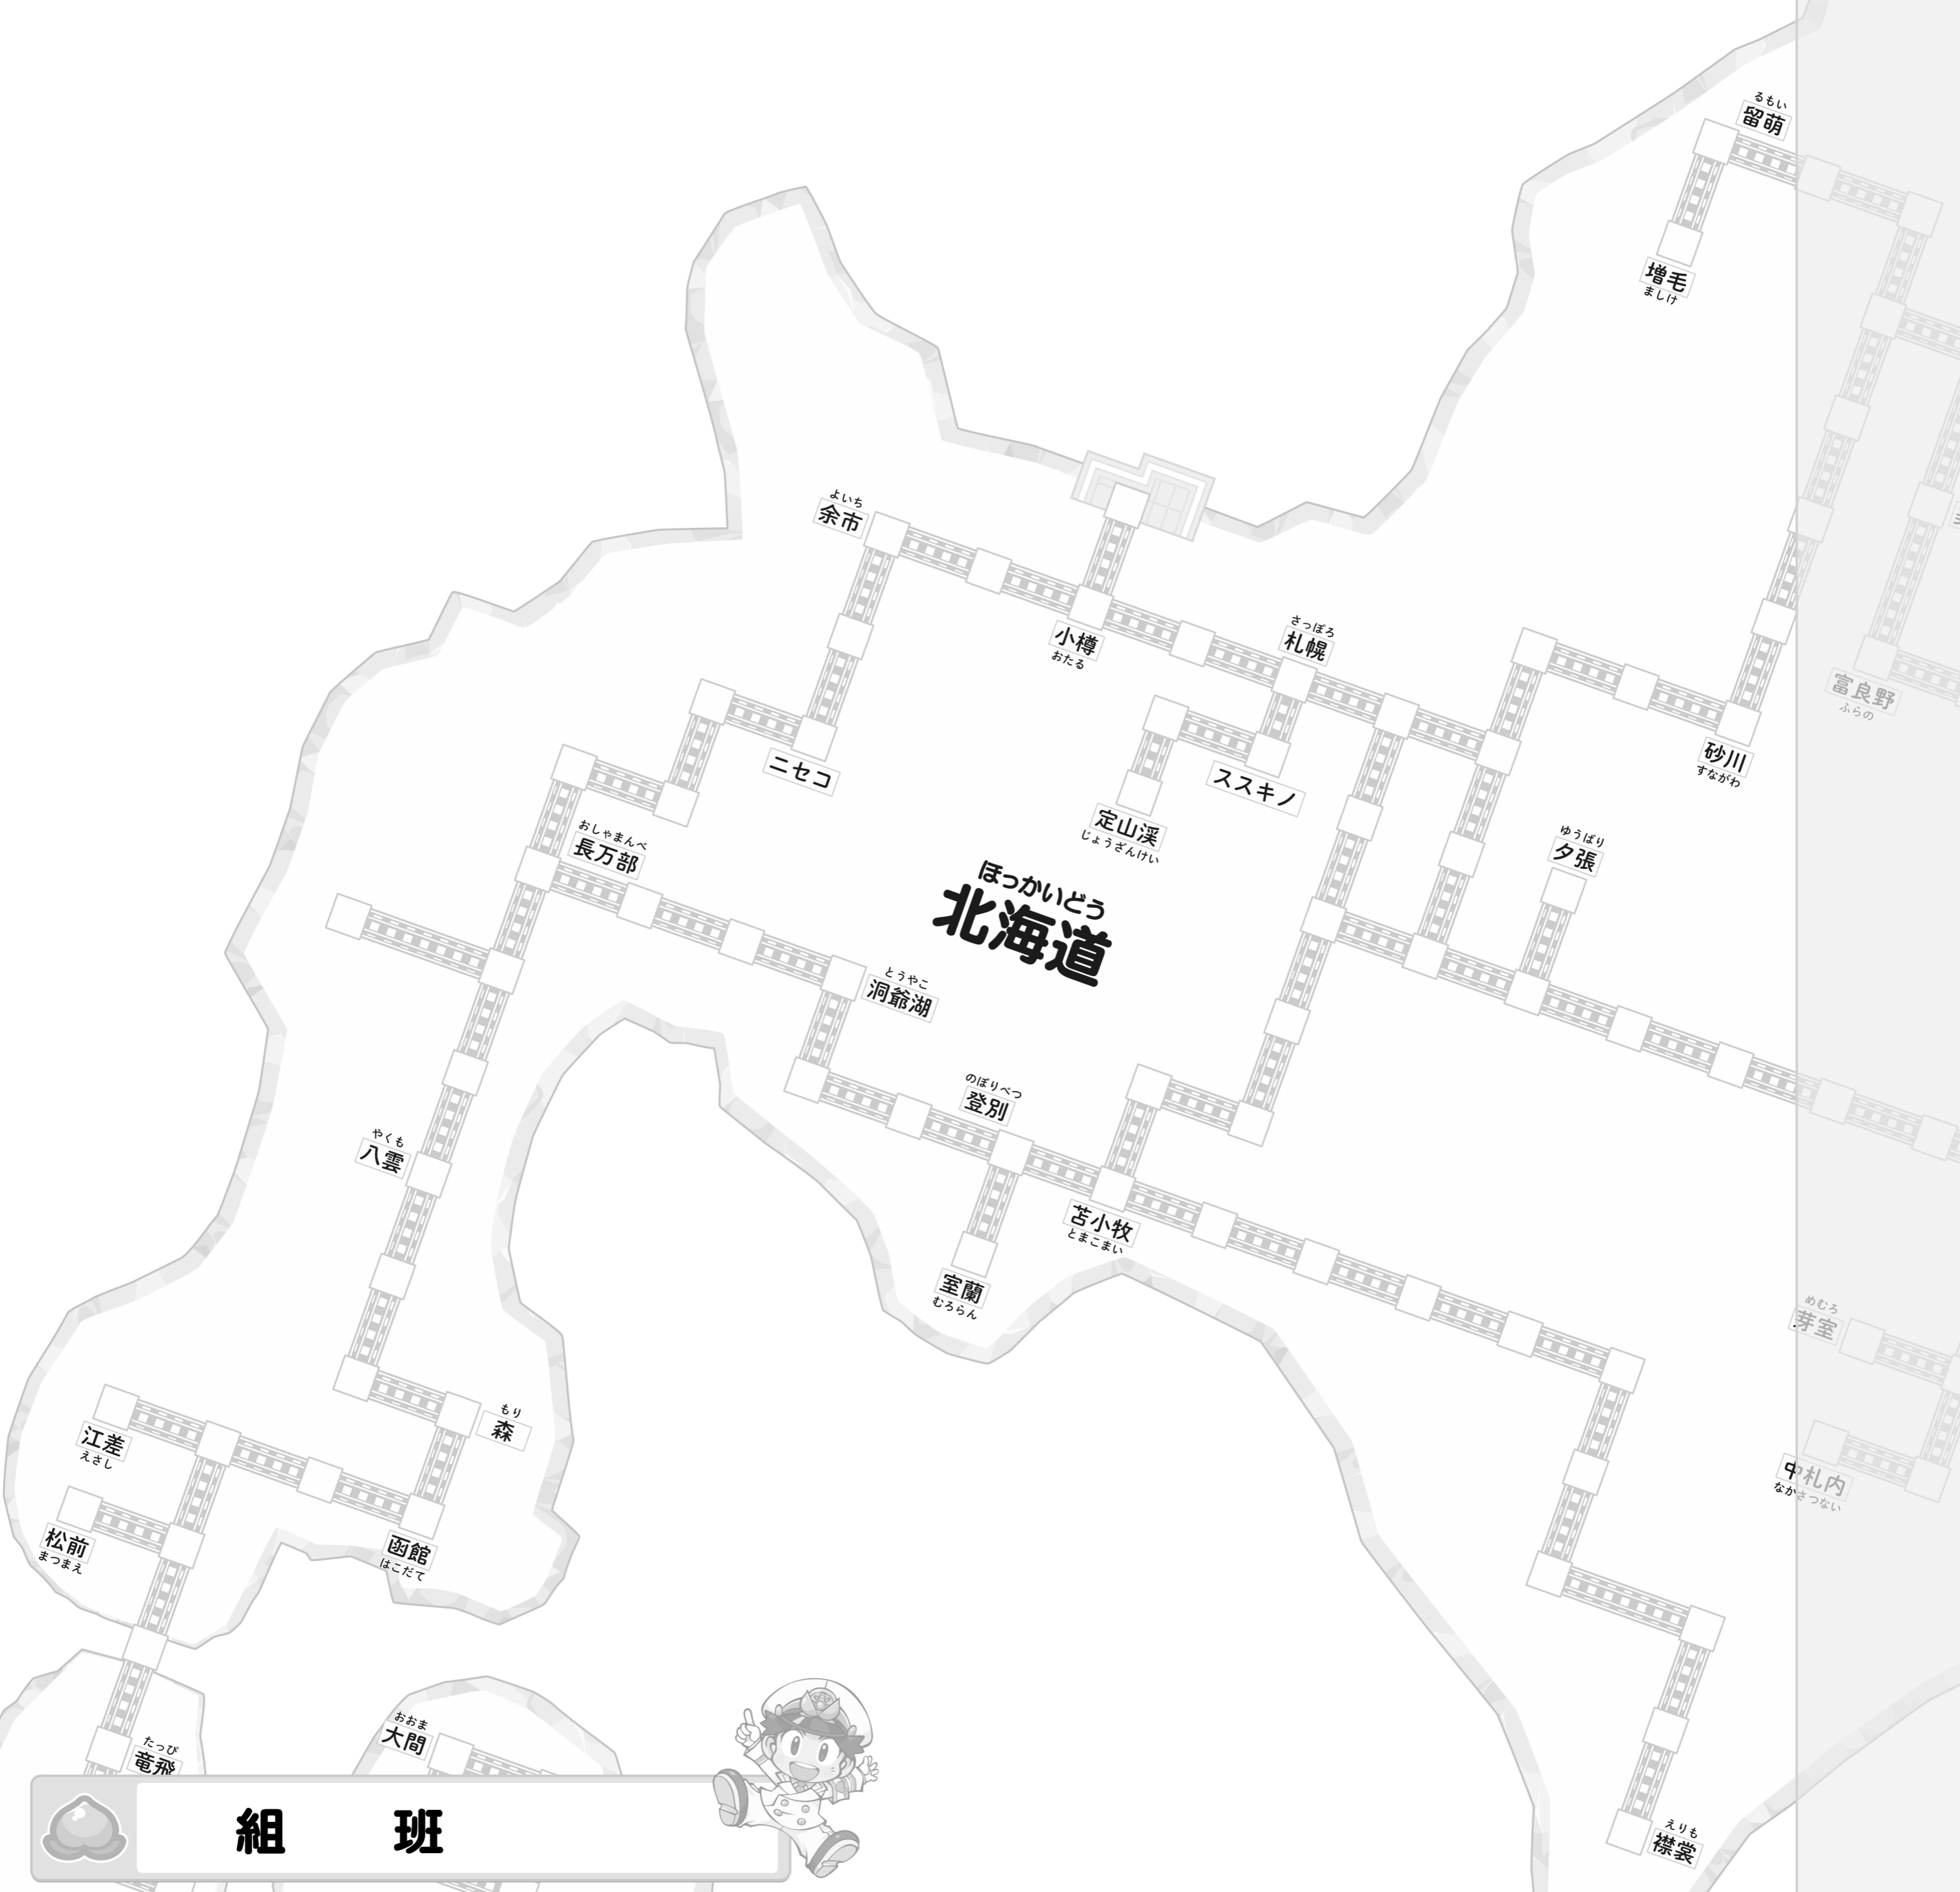 るもい
留萌
増毛
ましけ
よいち
余市
小樽
おたる
さっぽろ
札幌
富良野
ふらの
砂川
すながわ
ニセコ
ススキノ
定山渓
じょうざんけい
ゆうばり
夕張
おしゃまんべ
長万部
ほっかいどう
北海道
とうやこ
洞爺湖
のぼりべつ
登別
やくも
八雲
苫小牧
とまこまい
室蘭
むろらん
めむろ
芽室
もり
森
江差
えさし
中札内
なかさつない
松前
まつまえ
函館
はこだて
おおま
大間
たっぴ
竜飛
えりも
襟裳
組 班